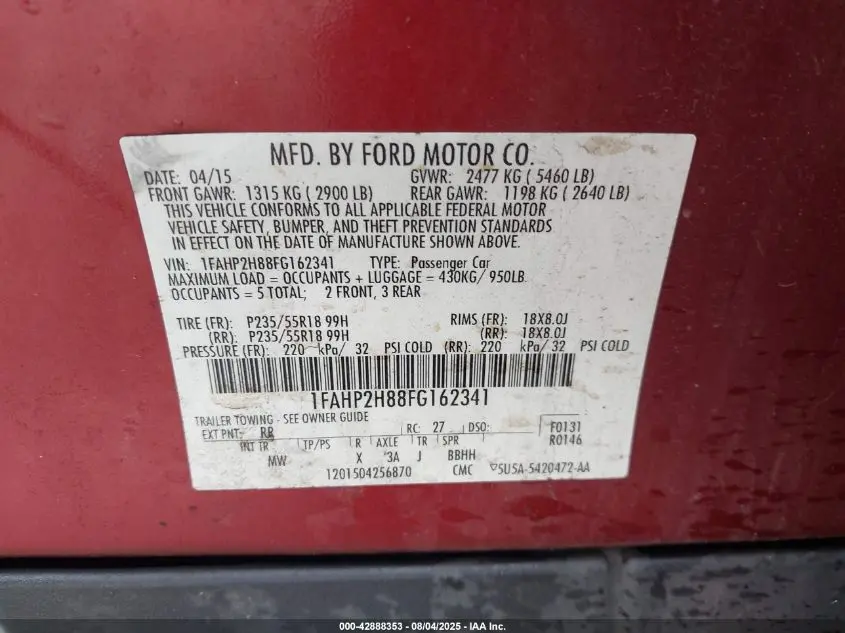 MFD. BY FORD MOTOR CO.
DATE: 04/15 GVWR: 2477 KG ( 5460 LB)
FRONT GAWR: 1315 KG ( 2900 LB) REAR GAWR: 1198 KG ( 2640 LB)
THIS VEHICLE CONFORMS TO ALL APPLICABLE FEDERAL MOTOR
VEHICLE SAFETY, BUMPER, AND THEFT PREVENTION STANDARDS
IN EFFECT ON THE DATE OF MANUFACTURE SHOWN ABOVE.
VIN: 1FAHP2H88FG162341 TYPE: Passenger Car
MAXIMUM LOAD = OCCUPANTS + LUGGAGE = 430KG/ 950LB
OCCUPANTS = 5 TOTAL; 2 FRONT, 3 REAR
TIRE (FR): P235/55R18 99H RIMS (FR): 18X8.0J
(RR): P235/55R18 99H (RR): 18X8.0J
PRESSURE (FR): 220 kPa/ 32 PSI COLD (RR): 220 kPa/ 32 PSI COLD
1FAHP2H88FG162341
TRAILER TOWING - SEE OWNER GUIDE
EXT PNT: RR RC: 27 DSO: F0131
R0146
INT TR TP/PS R AXLE TR SPR
MW X 3A J BBHH
1201504256870 CMC 5U5A-5420472-AA
000-42888353 - 08/04/2025 - IAA Inc.